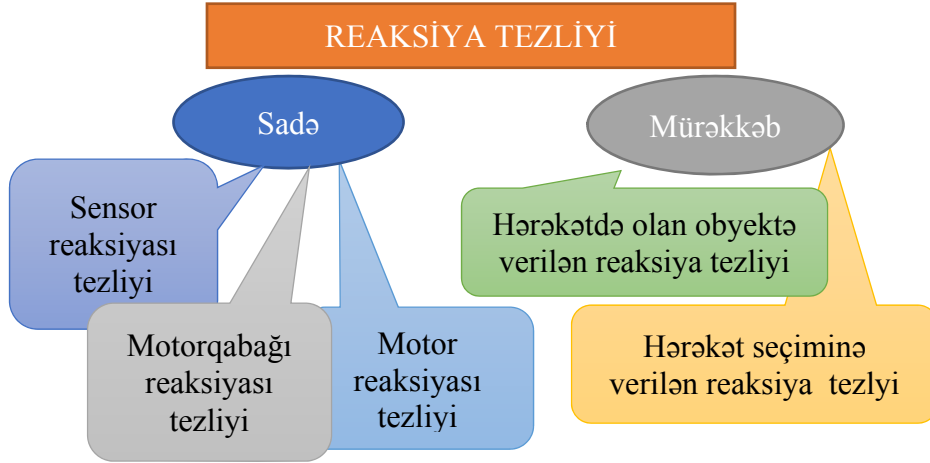 REAKSİYA TEZLİYİ
Sadə
Mürəkkəb
Sensor
reaksiyası
tezliyi
Motorqabağı
reaksiyası
tezliyi
Motor
reaksiyası
tezliyi
Hərəkətdə olan obyektə
verilən reaksiya tezliyi
Hərəkət seçiminə
verilən reaksiya  tezlyi